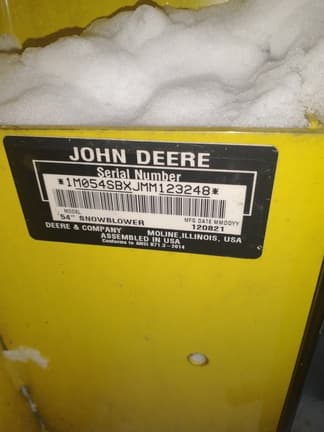 JOHN DEERE
Serial Number
*1M054SBXJMM123248*
MODEL MFG DATE MMDDYY
54" SNOWBLOWER 120821
DEERE & COMPANY MOLINE, ILLINOIS, USA
ASSEMBLED IN USA
Conforms to ANSI B71.3-2014